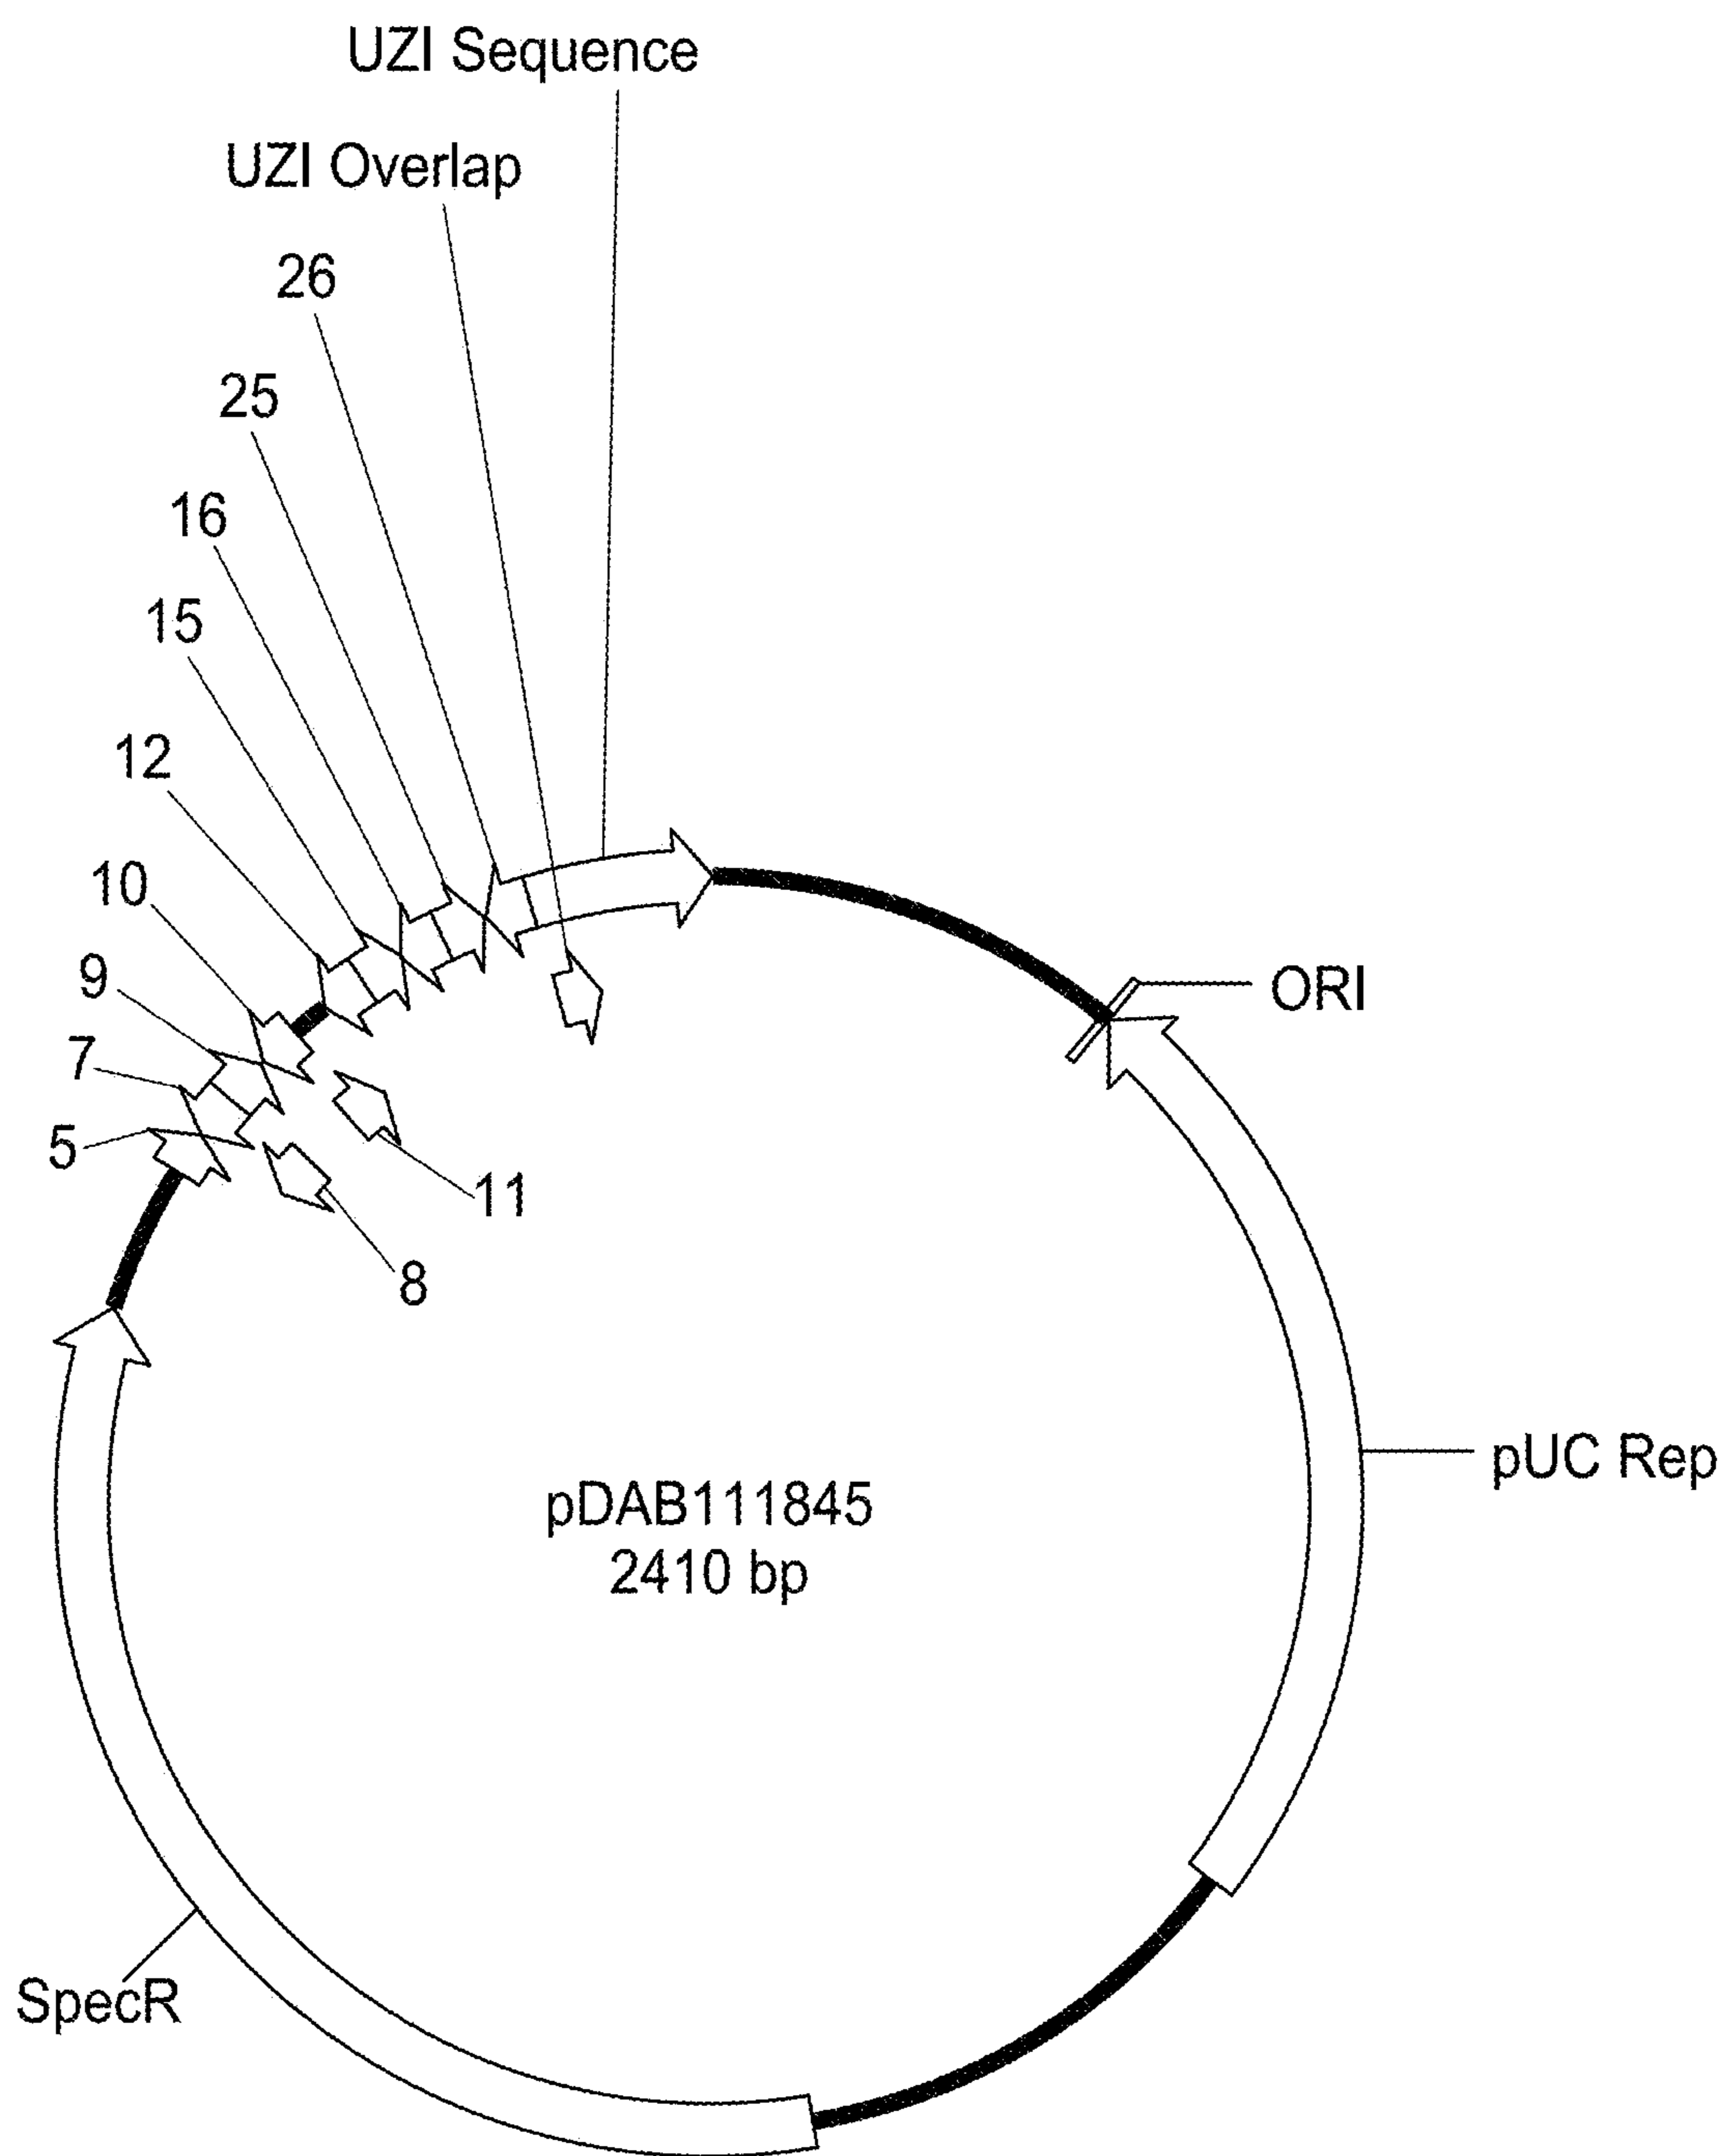 UZI Sequence
UZI Overlap
26
25
16
15
12
10
9
7
5
11
8
ORI
pUC Rep
pDAB111845
2410 bp
SpecR